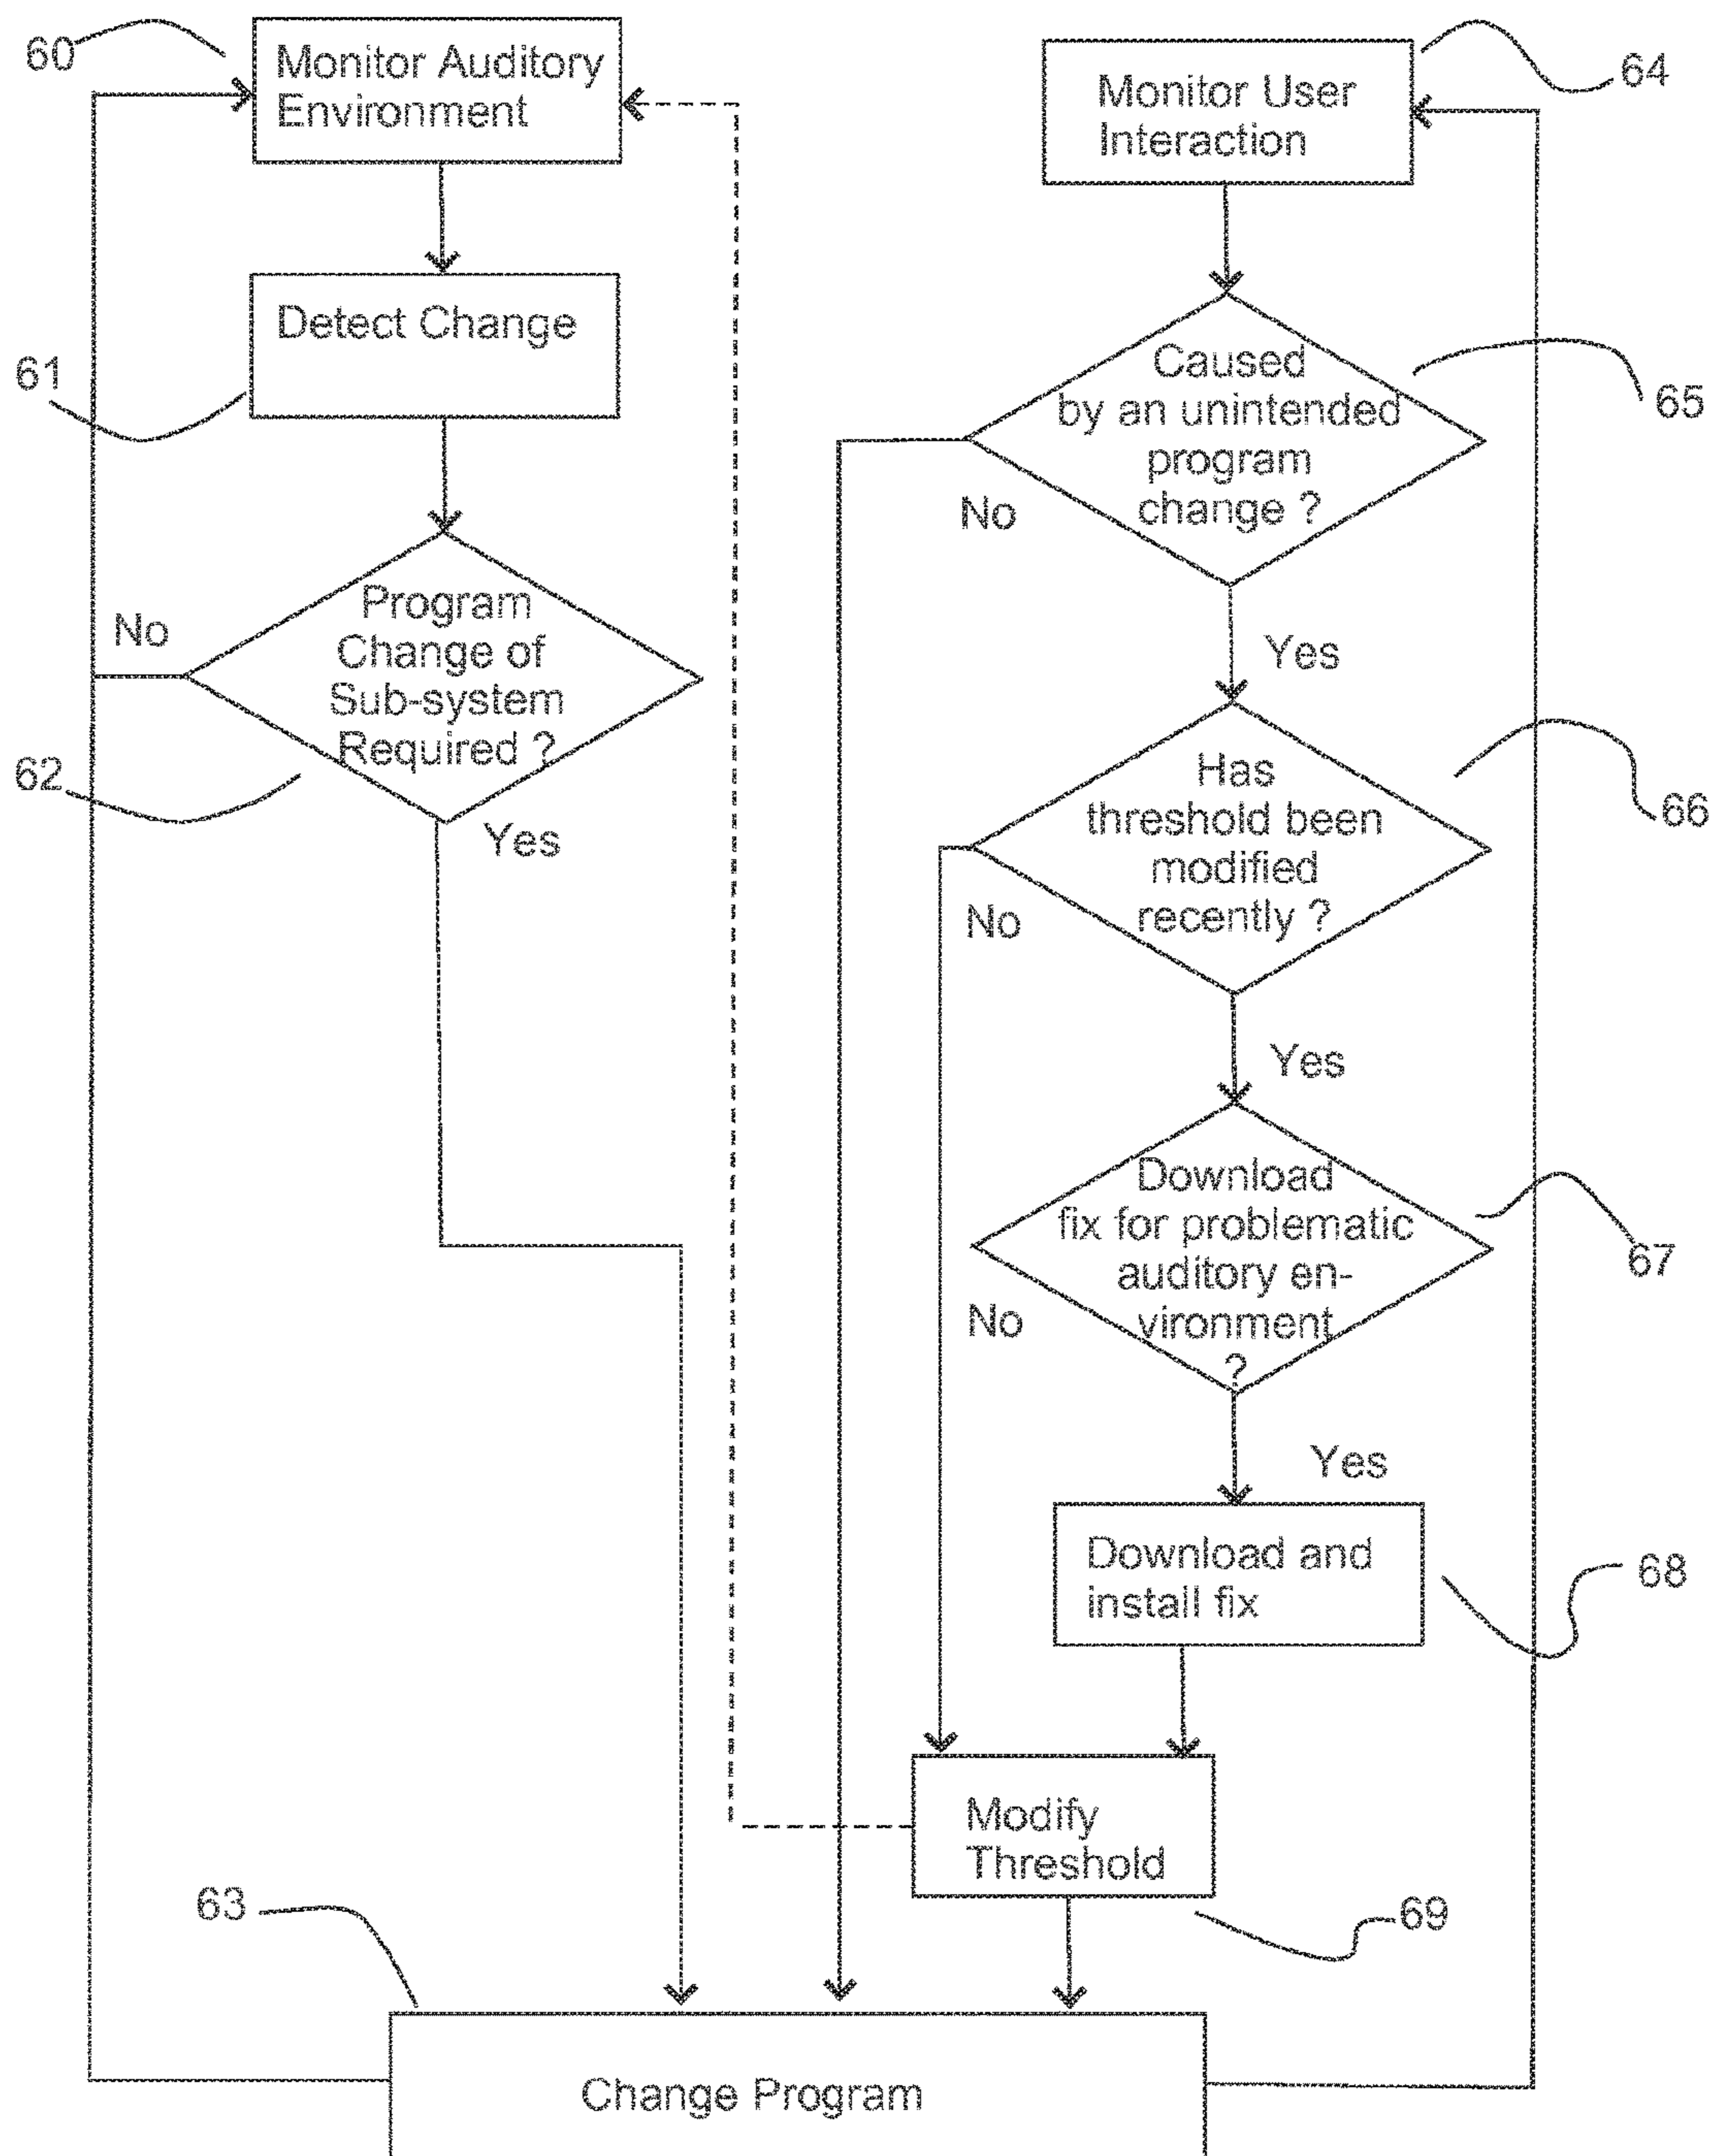 60
Monitor Auditory
Environment
61
Detect Change
No
Program
Change of
Sub-system
Required ?
62
Yes
63
Change Program
64
Monitor User
Interaction
65
Caused
by an unintended
program
change ?
No
Yes
66
Has
threshold been
modified
recently ?
No
Yes
67
Download
fix for problematic
auditory en-
vironment
?
No
Yes
68
Download and
install fix
Modify
Threshold
69